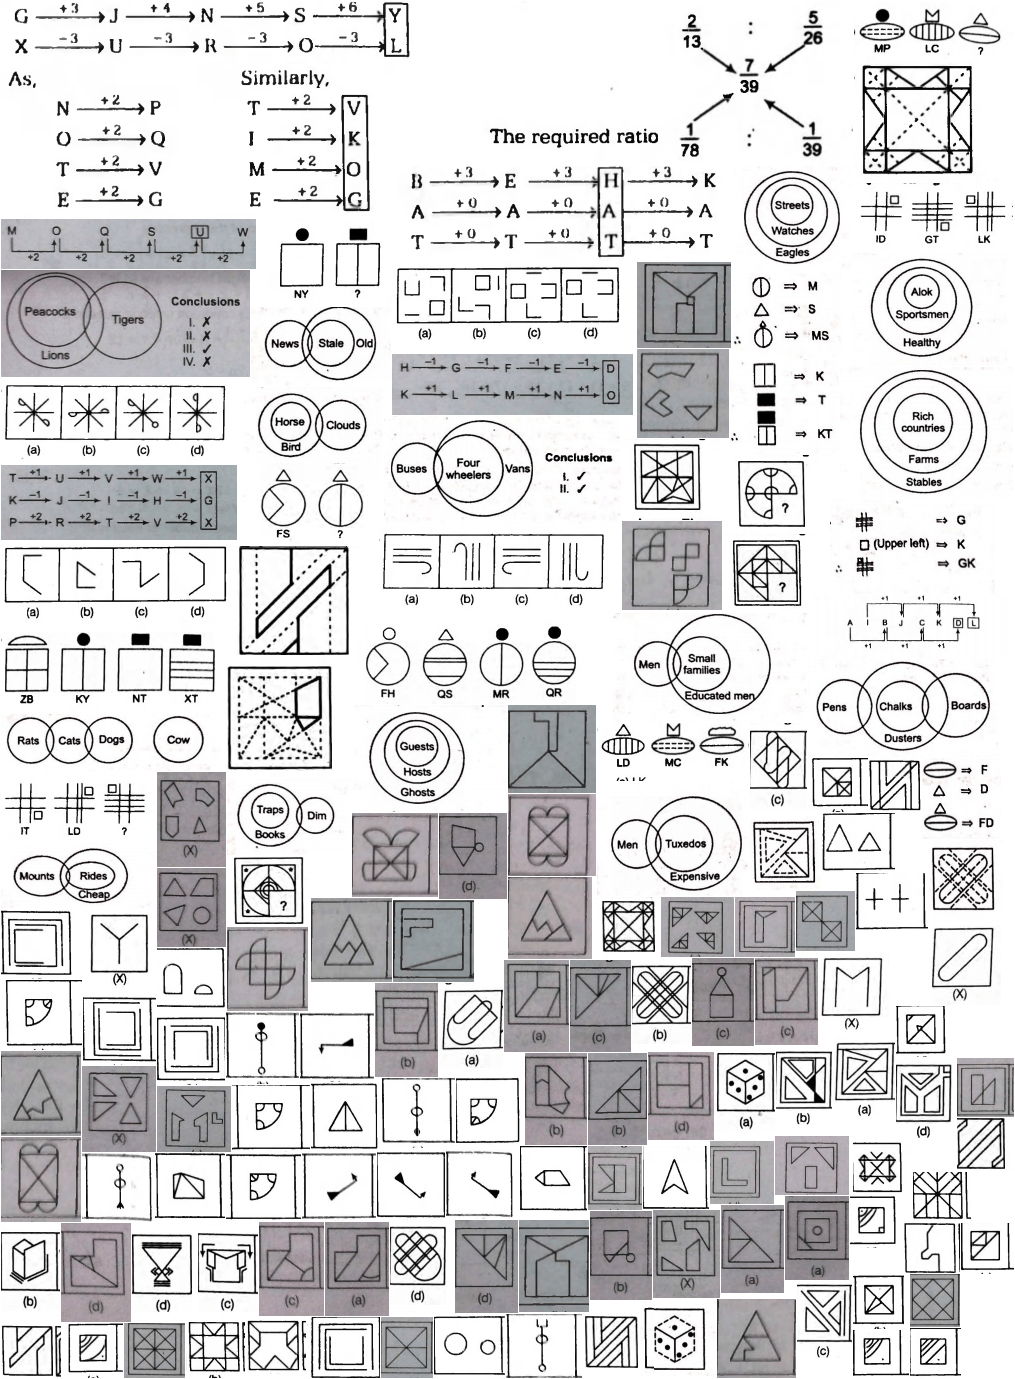 G +3 J +4 N +5 S +6 Y
X -3 U -3 R -3 O -3 L
As,
Similarly,
N +2 P
O +2 Q
T +2 V
E +2 G
T +2 V
I +2 K
M +2 O
E +2 G
2/13 : 5/26
7/39
The required ratio 1/78 : 1/39
B +3 E +3 H +3 K
A +0 A +0 A +0 A
T +0 T +0 T +0 T
MP LC ?
Streets
Watches
Eagles
ID GT LK
M O Q S U W
+2 +2 +2 +2 +2
NY ?
Peacocks
Tigers
Lions
Conclusions
I. ✗
II. ✗
III. ✓
IV. ✗
News Stale Old
(a) (b) (c) (d)
⇒ M
⇒ S
∴ ⇒ MS
Alok
Sportsmen
Healthy
H -1 G -1 F -1 E -1 D
K +1 L +1 M +1 N +1 O
⇒ K
⇒ T
∴ ⇒ KT
Rich
countries
Farms
Stables
(a) (b) (c) (d)
Horse
Bird
Clouds
Buses
Four
wheelers
Vans
Conclusions
I. ✓
II. ✓
T +1 U +1 V +1 W +1 X
K -1 J -1 I -1 H -1 G
P +2 R +2 T +2 V +2 X
FS ?
?
⇒ G
(Upper left) ⇒ K
∴ ⇒ GK
(a) (b) (c) (d)
(a) (b) (c) (d)
?
+1 +1 +1
A I B J C K D L
+1 +1 +1
ZB KY NT XT
FH QS MR QR
Men
Small
families
Educated men
Pens Chalks Boards
Dusters
Rats Cats Dogs Cow
Guests
Hosts
Ghosts
LD MC FK
(c)
⇒ F
⇒ D
⇒ FD
IT LD ?
(X)
Traps
Books
Dim
Men Tuxedos
Expensive
Mounts Rides
Cheap
(X)
?
(d)
(X)
(X)
(b) (a) (a) (c) (b) (c) (c) (X)
(X)
(b) (b) (d) (a) (b) (a) (d)
(b) (d) (d) (c) (c) (a) (d) (d) (b) (X) (a) (a)
(c)